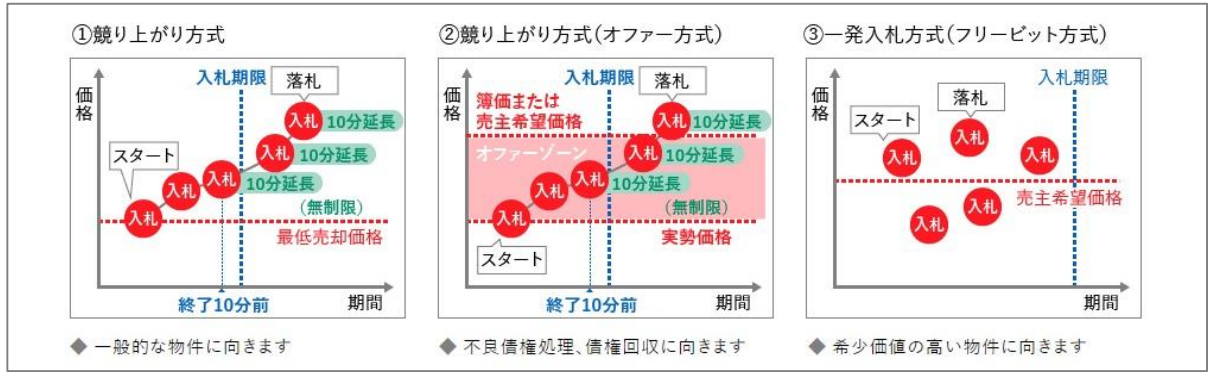 ①競り上がり方式
価格
入札期限
落札
入札 10分延長
入札 10分延長
スタート
入札
入札
入札 10分延長
(無制限)
最低売却価格
終了10分前
期間
◆ 一般的な物件に向きます
②競り上がり方式(オファー方式)
価格
入札期限
落札
簿価または
売主希望価格
入札 10分延長
オファーゾーン
入札 10分延長
入札
入札 10分延長
(無制限)
入札
実勢価格
スタート
終了10分前
期間
◆ 不良債権処理、債権回収に向きます
③一発入札方式(フリービット方式)
価格
入札期限
落札
スタート
入札
入札
入札
売主希望価格
入札
入札
期間
◆ 希少価値の高い物件に向きます